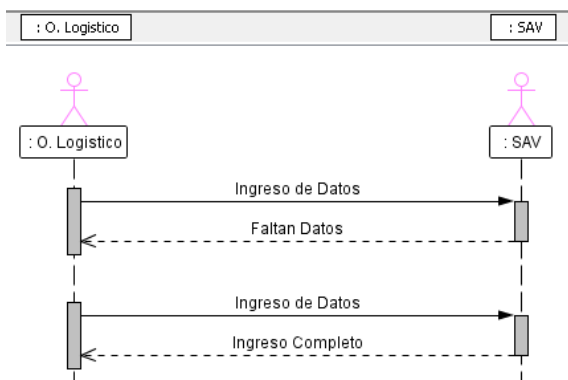 : O. Logistico : SAV
: O. Logistico : SAV
Ingreso de Datos
Faltan Datos
Ingreso de Datos
Ingreso Completo